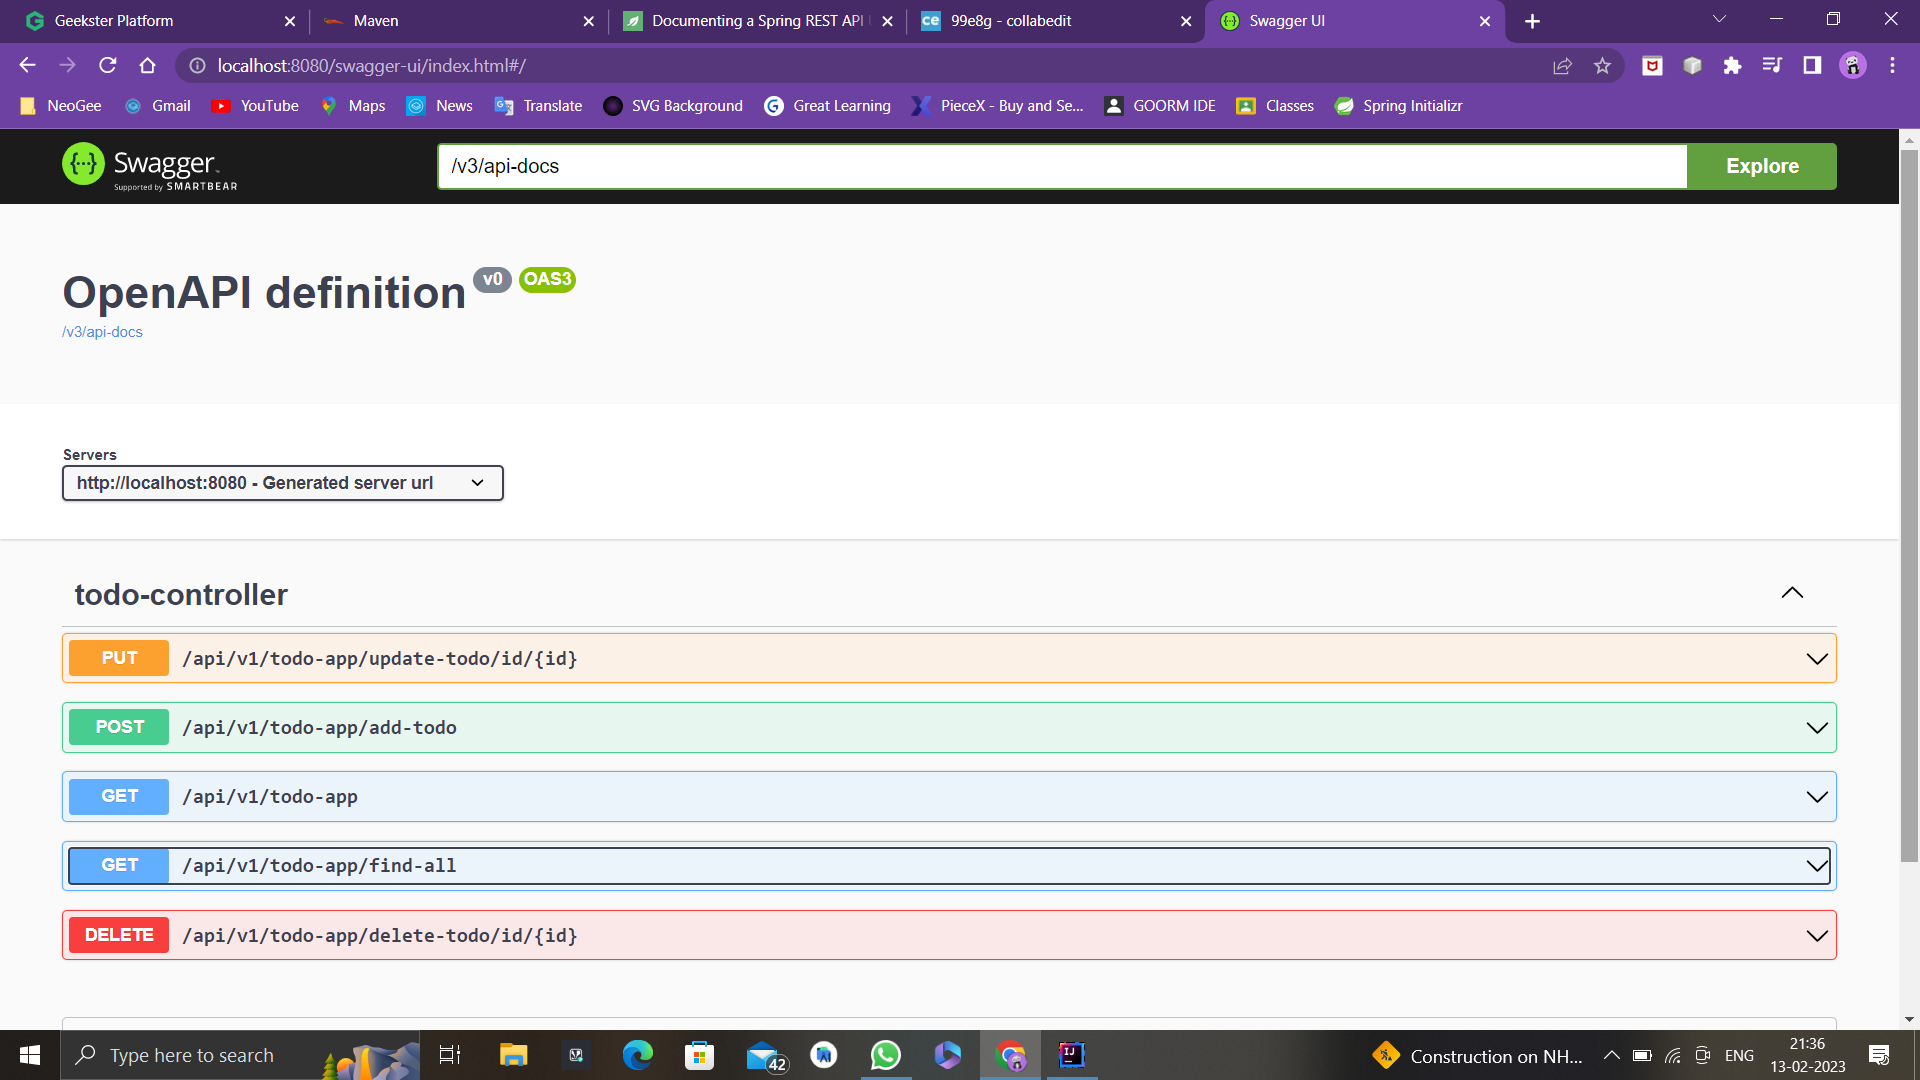 Geekster Platform
Maven
Documenting a Spring REST API
99e8g - collabedit
Swagger UI
localhost:8080/swagger-ui/index.html#/
NeoGee
Gmail
YouTube
Maps
News
Translate
SVG Background
Great Learning
PieceX - Buy and Se...
GOORM IDE
Classes
Spring Initializr
Swagger
Supported by SMARTBEAR
/v3/api-docs
Explore
OpenAPI definition v0 OAS3
/v3/api-docs
Servers
http://localhost:8080 - Generated server url
todo-controller
PUT /api/v1/todo-app/update-todo/id/{id}
POST /api/v1/todo-app/add-todo
GET /api/v1/todo-app
GET /api/v1/todo-app/find-all
DELETE /api/v1/todo-app/delete-todo/id/{id}
Type here to search
42
Construction on NH...
ENG
21:36
13-02-2023